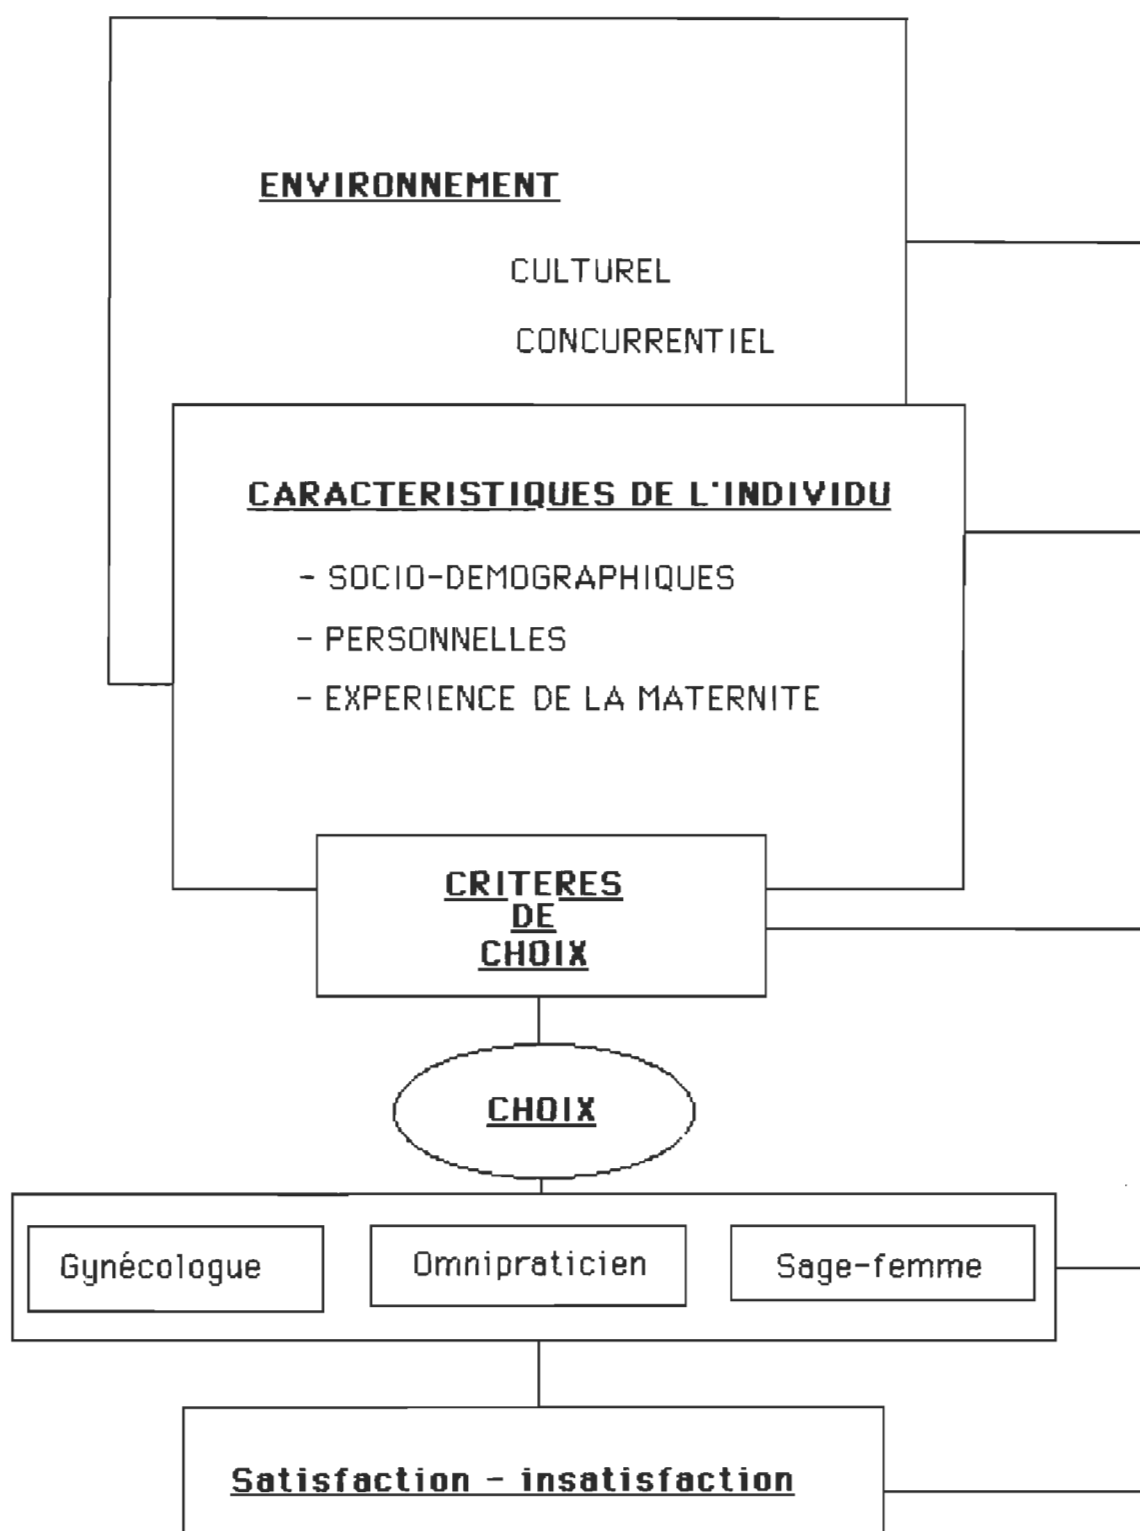 ENVIRONNEMENT
CULTUREL
CONCURRENTIEL
CARACTERISTIQUES DE L'INDIVIDU
- SOCIO-DEMOGRAPHIQUES
- PERSONNELLES
- EXPERIENCE DE LA MATERNITE
CRITERES
DE
CHOIX
CHOIX
Gynécologue
Omnipraticien
Sage-femme
Satisfaction - insatisfaction